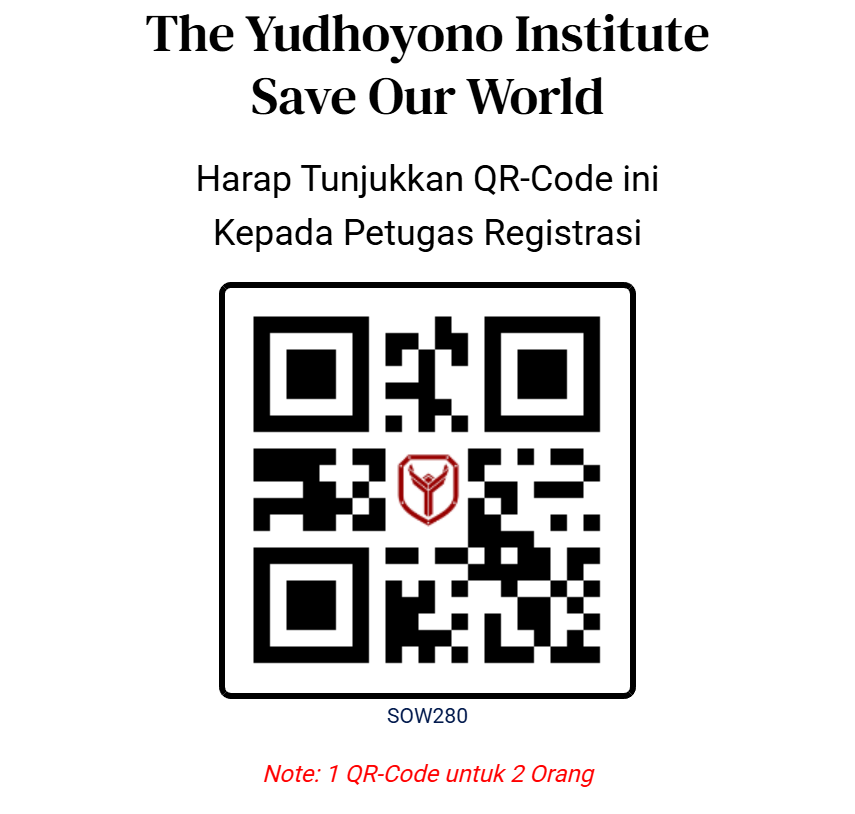 The Yudhoyono Institute
Save Our World
Harap Tunjukkan QR-Code ini
Kepada Petugas Registrasi
SOW280
Note: 1 QR-Code untuk 2 Orang